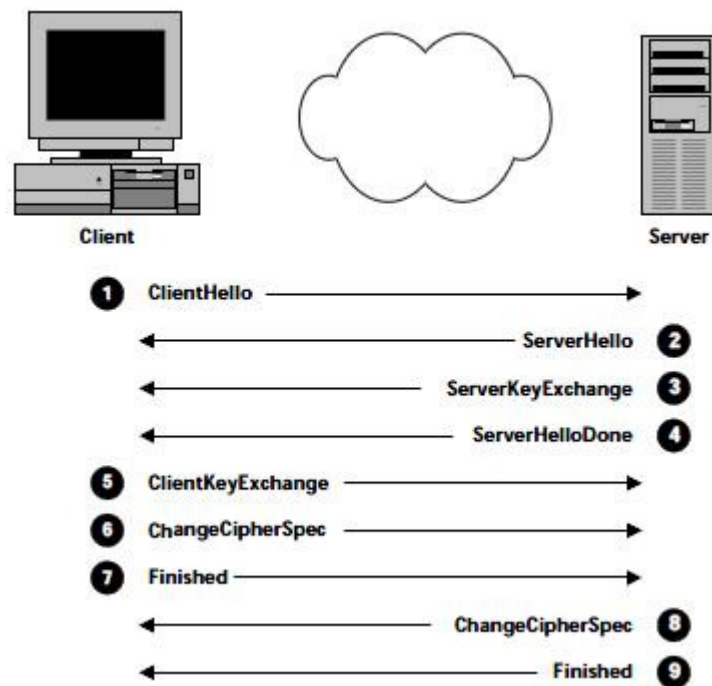 Client
Server
1 ClientHello
ServerHello 2
ServerKeyExchange 3
ServerHelloDone 4
5 ClientKeyExchange
6 ChangeCipherSpec
7 Finished
ChangeCipherSpec 8
Finished 9